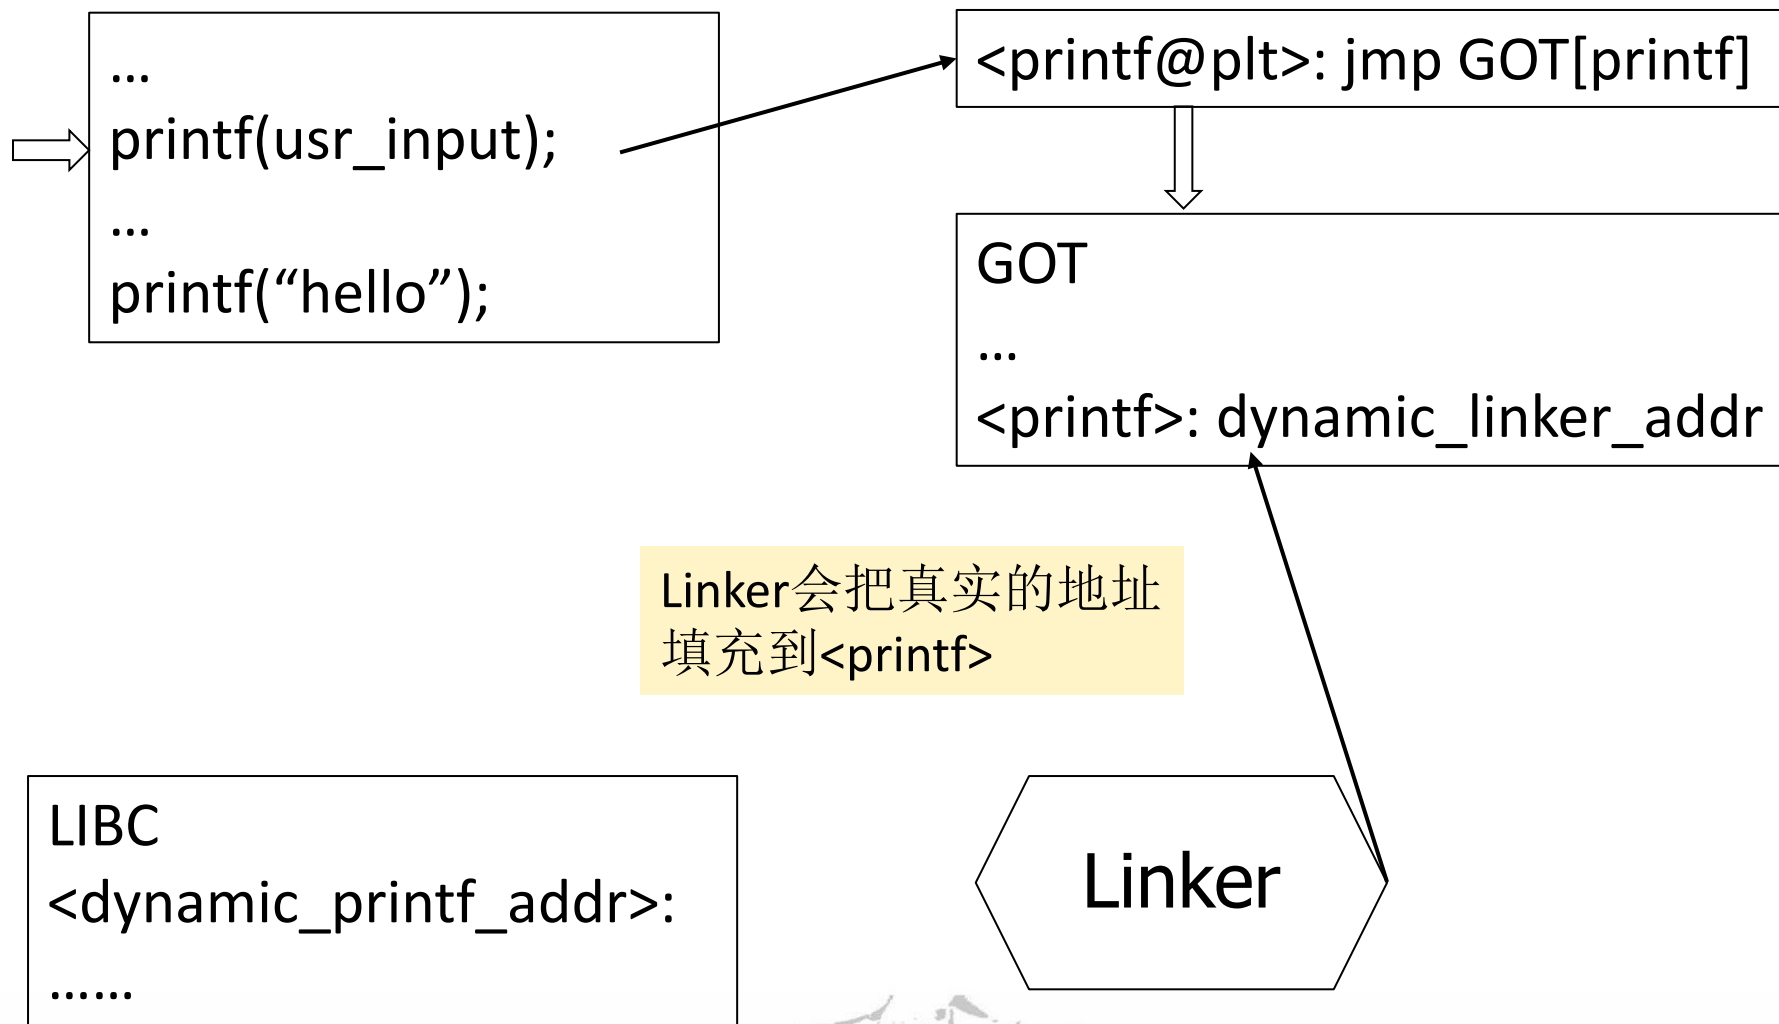 …
printf(usr_input);
…
printf(“hello”);
<printf@plt>: jmp GOT[printf]
GOT
…
<printf>: dynamic_linker_addr
Linker会把真实的地址
填充到<printf>
LIBC
<dynamic_printf_addr>:
……
Linker